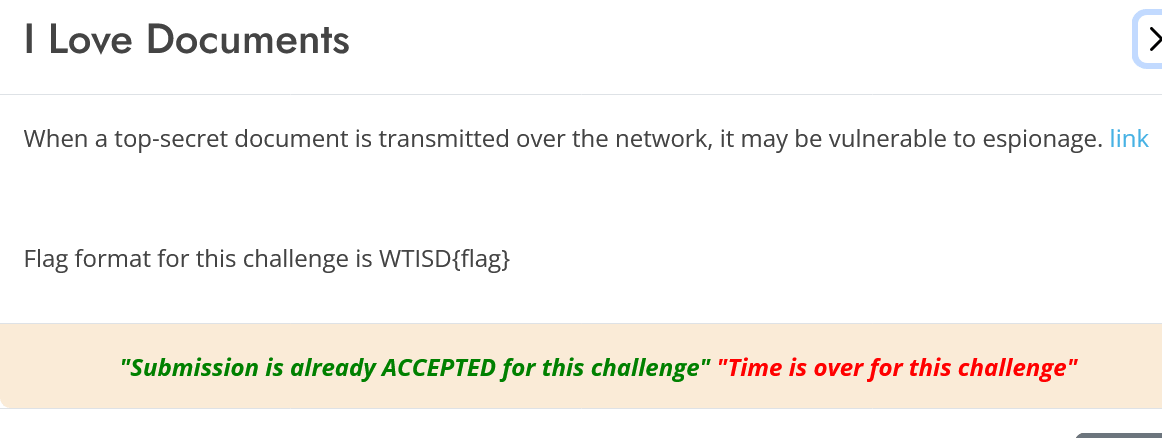 I Love Documents
When a top-secret document is transmitted over the network, it may be vulnerable to espionage. link
Flag format for this challenge is WTISD{flag}
"Submission is already ACCEPTED for this challenge" "Time is over for this challenge"